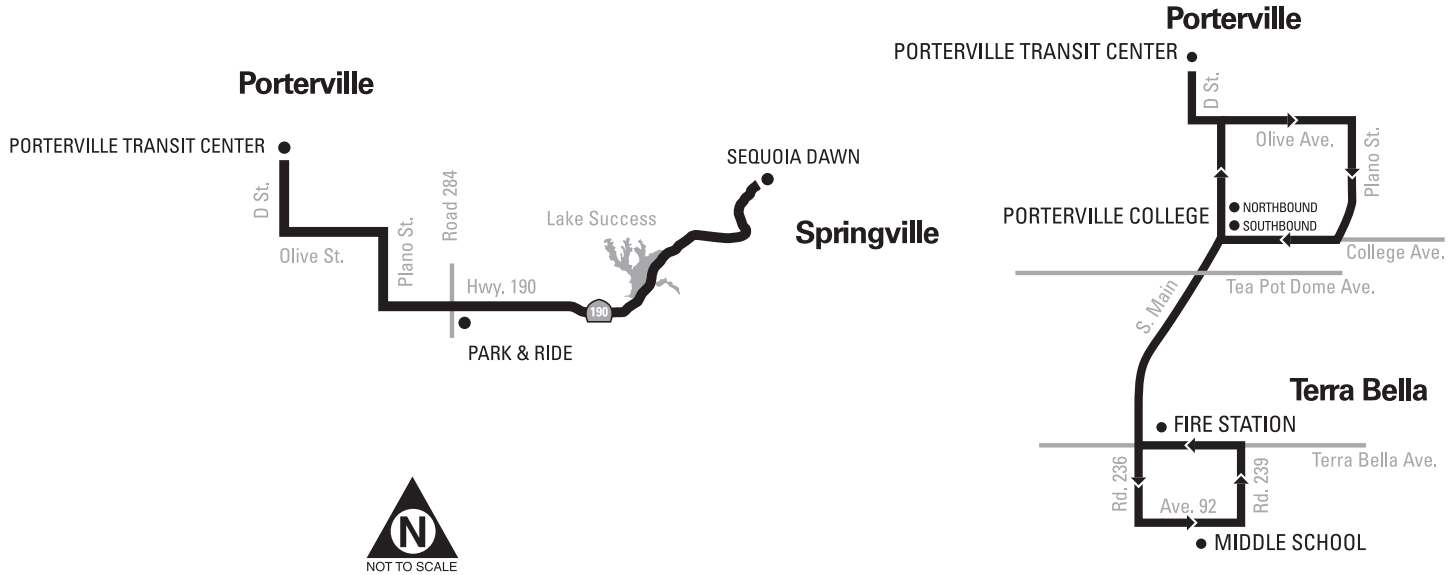 Porterville
PORTERVILLE TRANSIT CENTER
D St.
Olive St.
Plano St.
Road 284
Hwy. 190
190
PARK & RIDE
Lake Success
SEQUOIA DAWN
Springville
N
NOT TO SCALE
Porterville
PORTERVILLE TRANSIT CENTER
D St.
Olive Ave.
Plano St.
PORTERVILLE COLLEGE
NORTHBOUND
SOUTHBOUND
College Ave.
Tea Pot Dome Ave.
S. Main
Terra Bella
FIRE STATION
Terra Bella Ave.
Rd. 236
Ave. 92
Rd. 239
MIDDLE SCHOOL